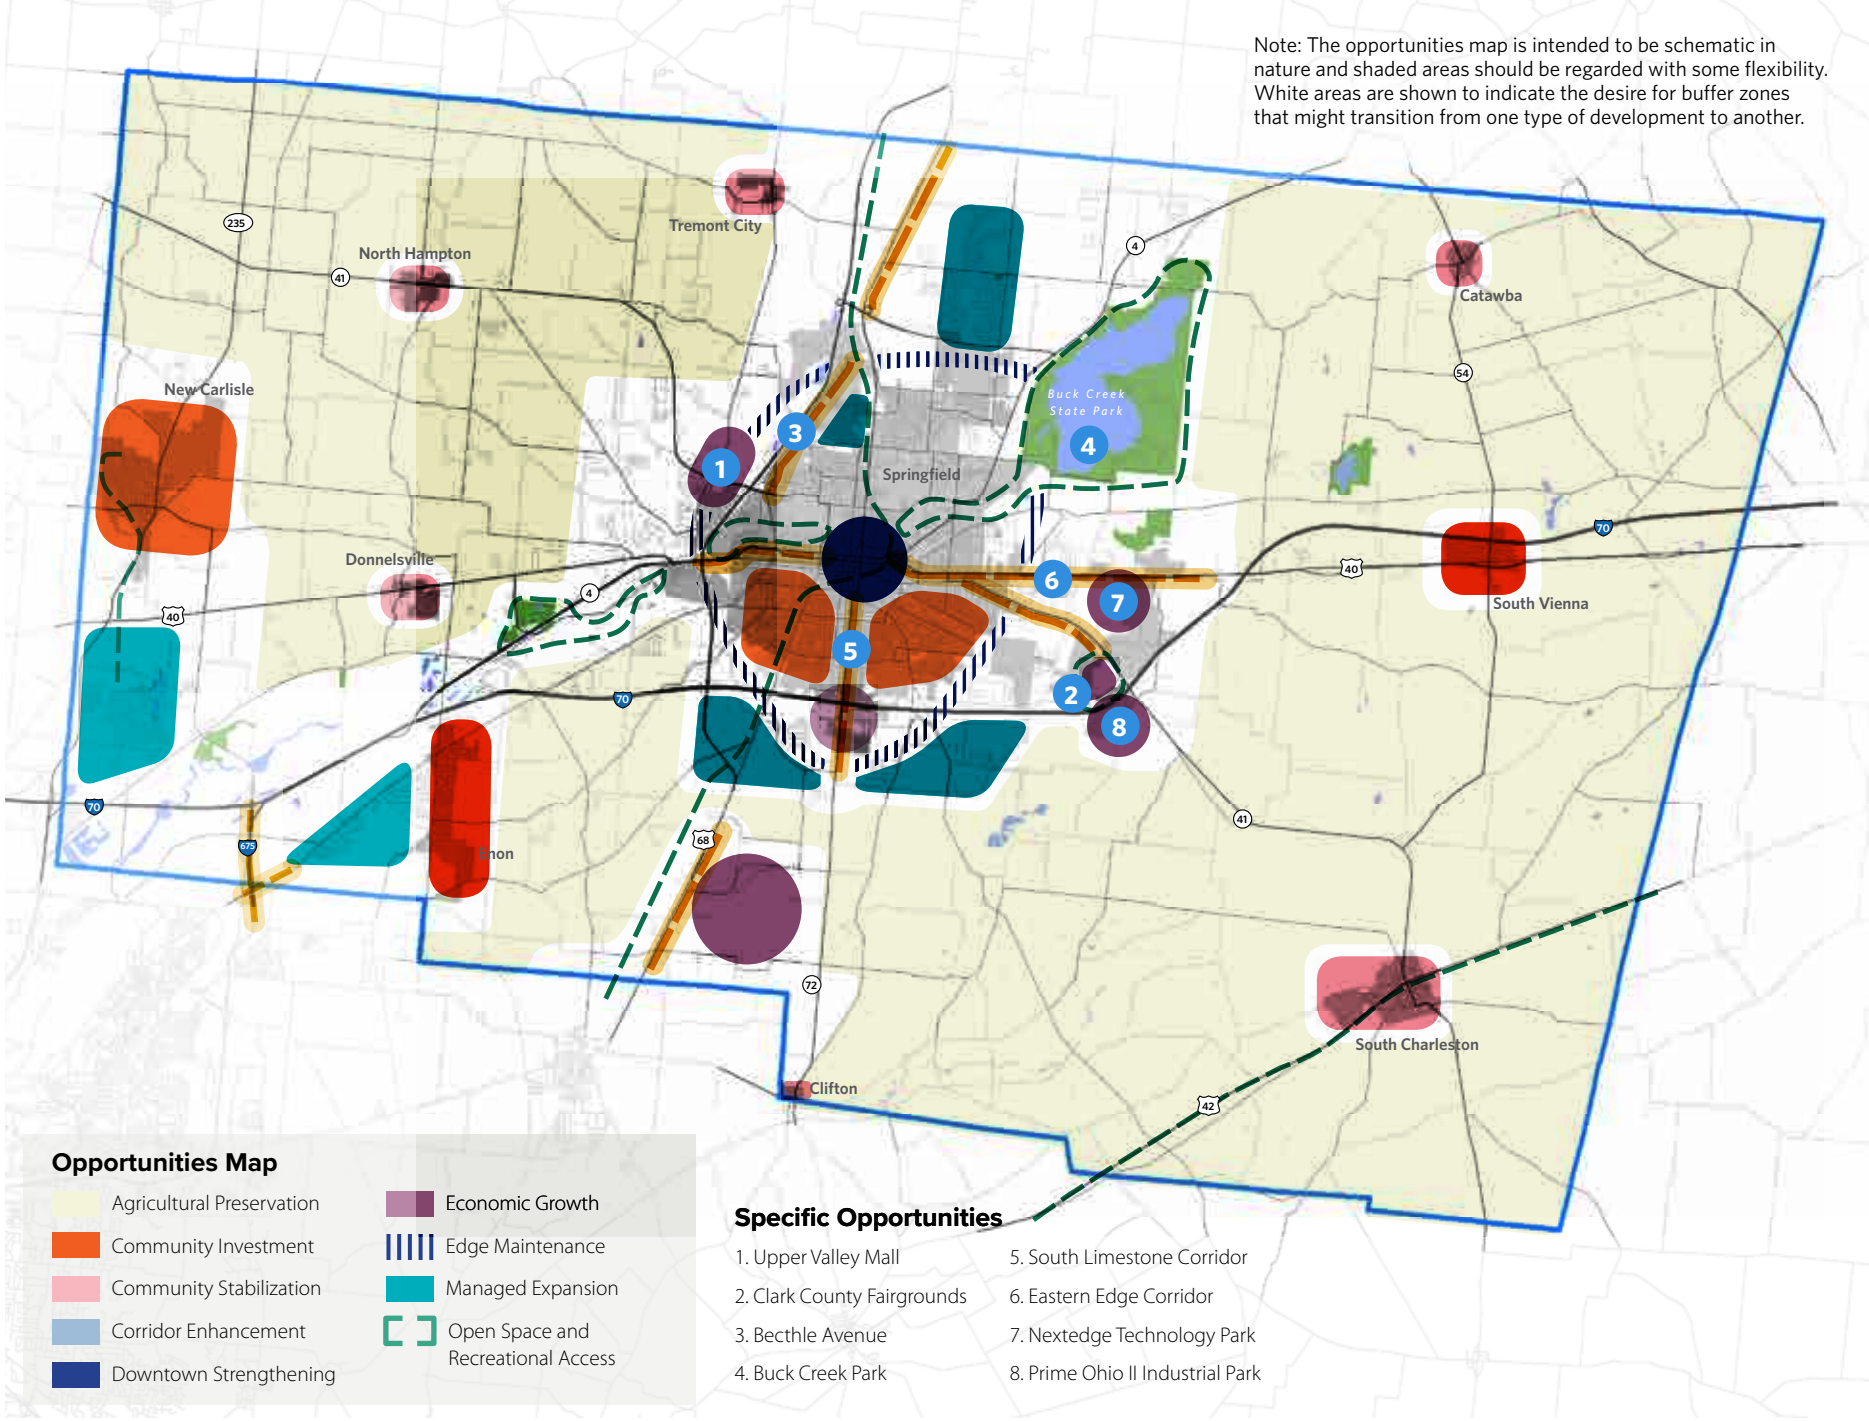 Note: The opportunities map is intended to be schematic in
nature and shaded areas should be regarded with some flexibility.
White areas are shown to indicate the desire for buffer zones
that might transition from one type of development to another.
Tremont City
235
4
North Hampton
41
Catawba
54
New Carlisle
Buck Creek
State Park
3
4
1
Springfield
70
Donnelsville
40
6
4
7
South Vienna
40
5
2
70
8
70
41
675
68
Enon
72
South Charleston
Clifton
42
Opportunities Map
Agricultural Preservation
Community Investment
Community Stabilization
Corridor Enhancement
Downtown Strengthening
Economic Growth
Edge Maintenance
Managed Expansion
Open Space and
Recreational Access
Specific Opportunities
1. Upper Valley Mall
2. Clark County Fairgrounds
3. Becthle Avenue
4. Buck Creek Park
5. South Limestone Corridor
6. Eastern Edge Corridor
7. Nextedge Technology Park
8. Prime Ohio II Industrial Park